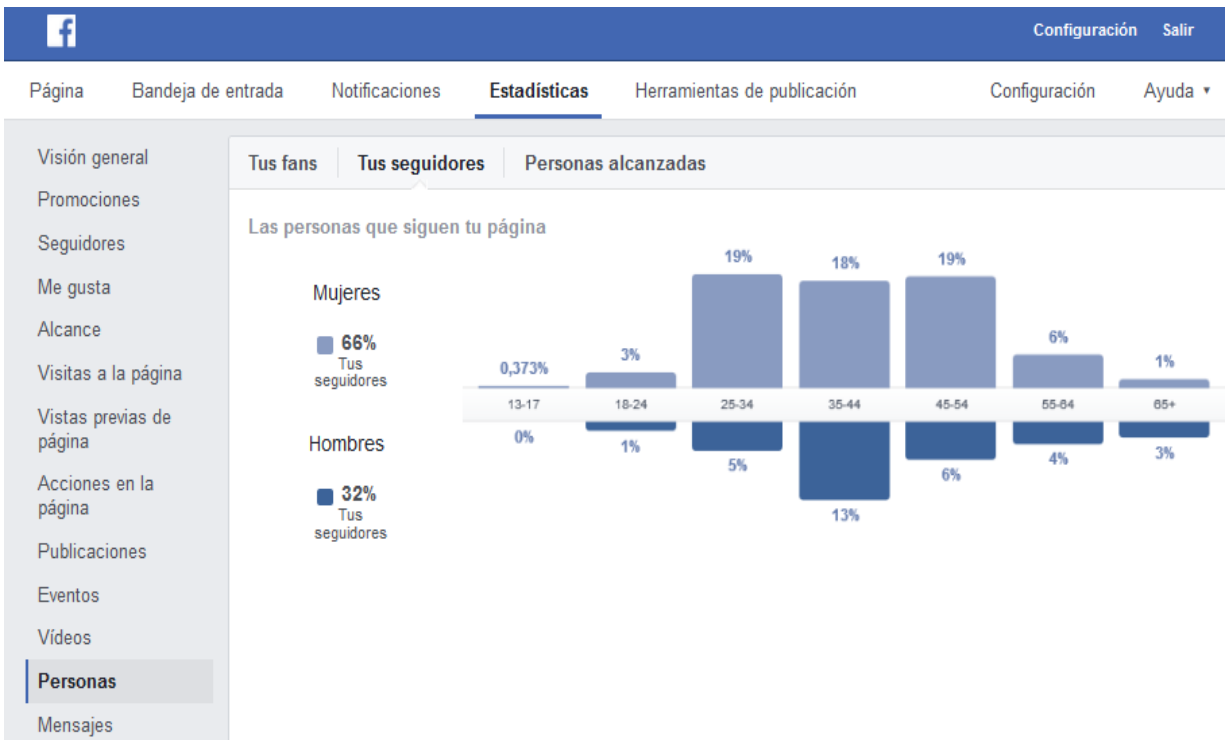 f
Configuración Salir
Página Bandeja de entrada Notificaciones Estadísticas Herramientas de publicación Configuración Ayuda
Visión general
Promociones
Seguidores
Me gusta
Alcance
Visitas a la página
Vistas previas de
página
Acciones en la
página
Publicaciones
Eventos
Vídeos
Personas
Mensajes
Tus fans Tus seguidores Personas alcanzadas
Las personas que siguen tu página
Mujeres
66%
Tus
seguidores
0,373% 3% 19% 18% 19% 6% 1%
13-17 18-24 25-34 35-44 45-54 55-64 65+
Hombres
32%
Tus
seguidores
0% 1% 5% 13% 6% 4% 3%